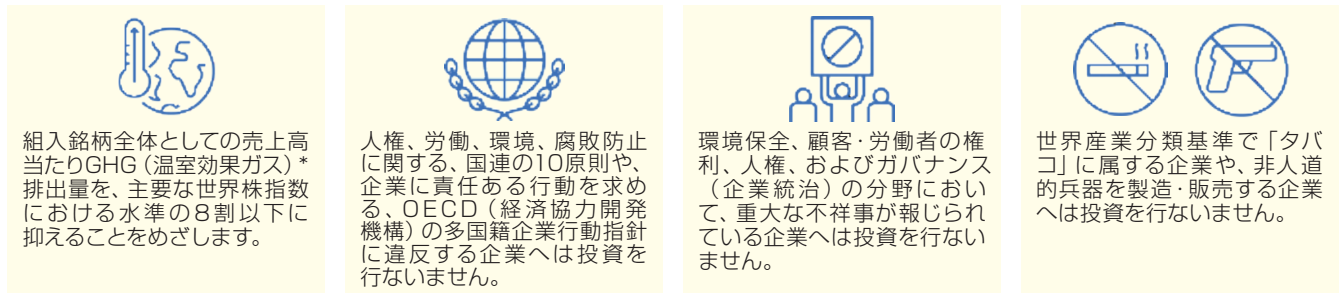 組入銘柄全体としての売上高
当たりGHG（温室効果ガス）*
排出量を、主要な世界株指数
における水準の8割以下に
抑えることをめざします。
人権、労働、環境、腐敗防止
に関する、国連の10原則や、
企業に責任ある行動を求め
る、OECD（経済協力開発
機構）の多国籍企業行動指針
に違反する企業へは投資を
行ないません。
環境保全、顧客・労働者の権
利、人権、およびガバナンス
（企業統治）の分野におい
て、重大な不祥事が報じられ
ている企業へは投資を行ない
ません。
世界産業分類基準で「タバ
コ」に属する企業や、非人道
的兵器を製造・販売する企業
へは投資を行ないません。